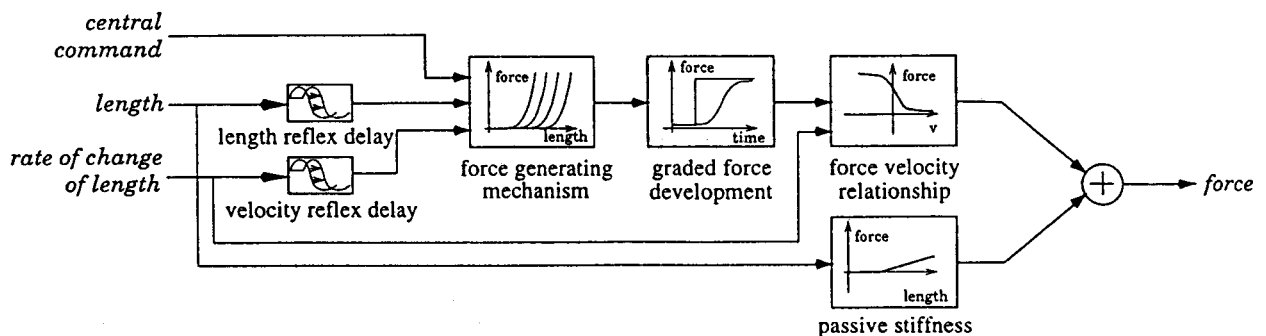 central
command
length
rate of change
of length
length reflex delay
velocity reflex delay
force
length
force generating
mechanism
force
time
graded force
development
force
v
force velocity
relationship
force
length
passive stiffness
+
force